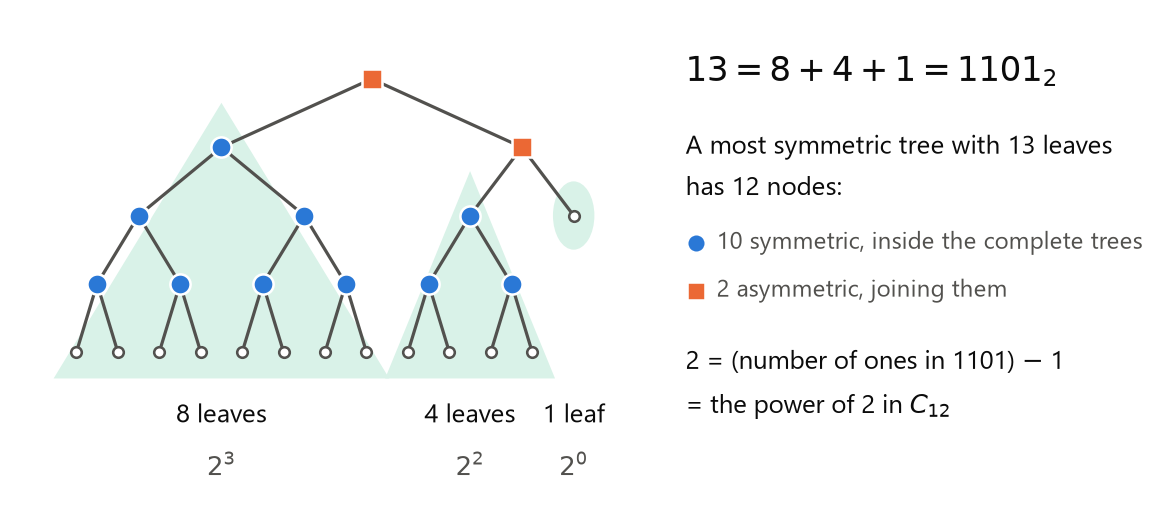 13 = 8 + 4 + 1 = 1101₂
A most symmetric tree with 13 leaves
has 12 nodes:
10 symmetric, inside the complete trees
2 asymmetric, joining them
2 = (number of ones in 1101) − 1
= the power of 2 in C₁₂
8 leaves 4 leaves 1 leaf
2³ 2² 2⁰